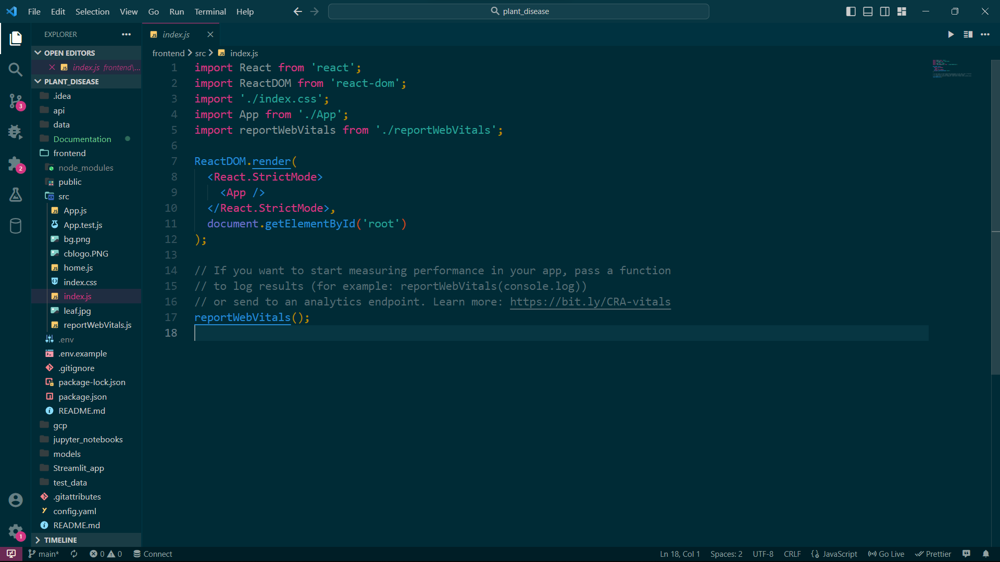 File Edit Selection View Go Run Terminal Help
plant_disease
EXPLORER
OPEN EDITORS
index.js frontend\...
PLANT_DISEASE
.idea
api
data
Documentation
frontend
node_modules
public
src
App.js
App.test.js
bg.png
cblogo.PNG
home.js
index.css
index.js
leaf.jpg
reportWebVitals.js
.env
.env.example
.gitignore
package-lock.json
package.json
README.md
gcp
jupyter_notebooks
models
Streamlit_app
test_data
.gitattributes
config.yaml
README.md
TIMELINE
3
2
1
index.js
frontend src index.js
1 import React from 'react';
2 import ReactDOM from 'react-dom';
3 import './index.css';
4 import App from './App';
5 import reportWebVitals from './reportWebVitals';
6
7 ReactDOM.render(
8 <React.StrictMode>
9 <App />
10 </React.StrictMode>,
11 document.getElementById('root')
12 );
13
14 // If you want to start measuring performance in your app, pass a function
15 // to log results (for example: reportWebVitals(console.log))
16 // or send to an analytics endpoint. Learn more: https://bit.ly/CRA-vitals
17 reportWebVitals();
18
main* 0 0 Connect
Ln 18, Col 1 Spaces: 2 UTF-8 CRLF JavaScript Go Live Prettier